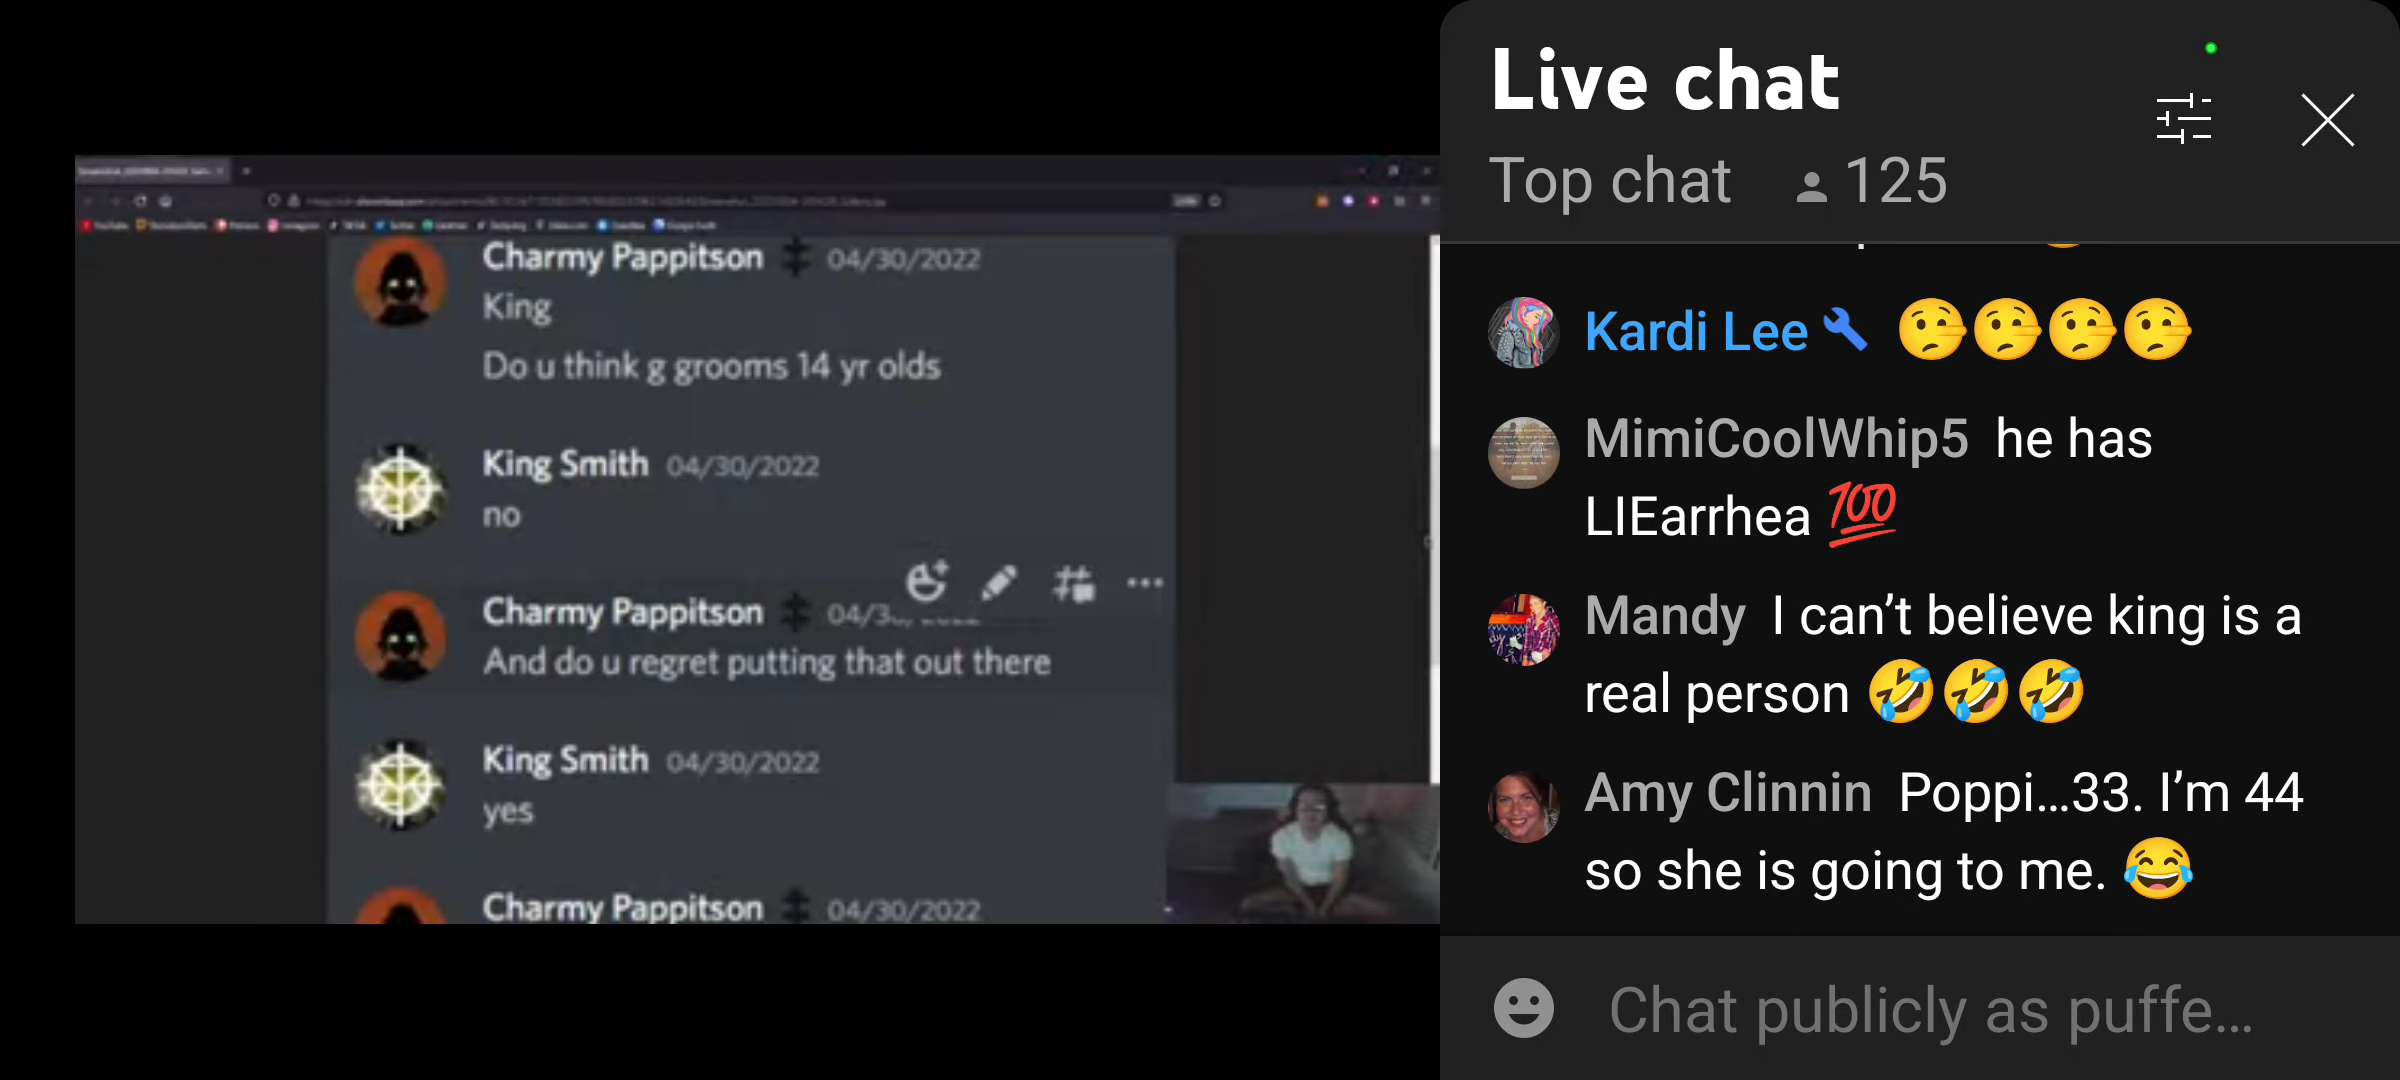 Charmy Pappitson 04/30/2022
King
Do u think g grooms 14 yr olds
King Smith 04/30/2022
no
Charmy Pappitson
And do u regret putting that out there
King Smith 04/30/2022
yes
Charmy Pappitson 04/30/2022
Live chat
Top chat 125
Kardi Lee 🔧 🤥🤥🤥🤥
MimiCoolWhip5 he has
LIEarrhea 💯
Mandy I can't believe king is a
real person 🤣🤣🤣
Amy Clinnin Poppi...33. I'm 44
so she is going to me. 😂
Chat publicly as puffe...